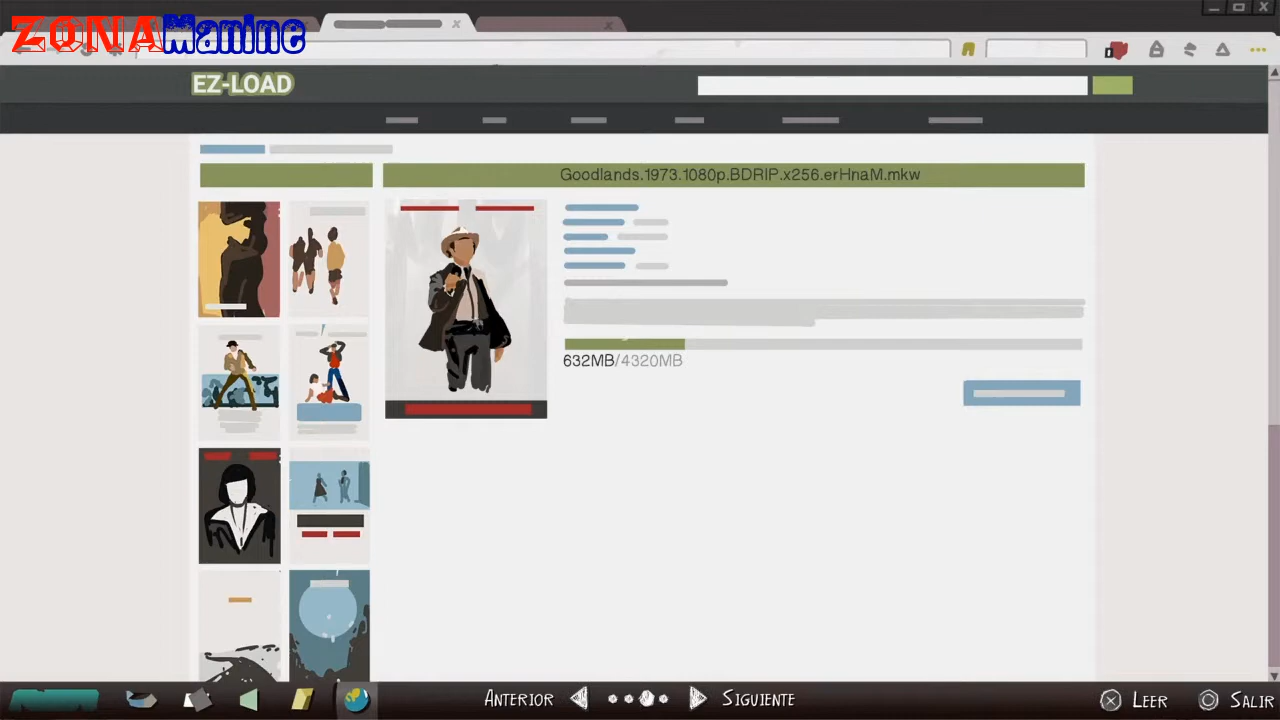 ZONAManine
EZ-LOAD
Goodlands.1973.1080p.BDRIP.x256.erHnaM.mkw
632MB/4320MB
ANTERIOR
SIGUIENTE
LEER
SALIR